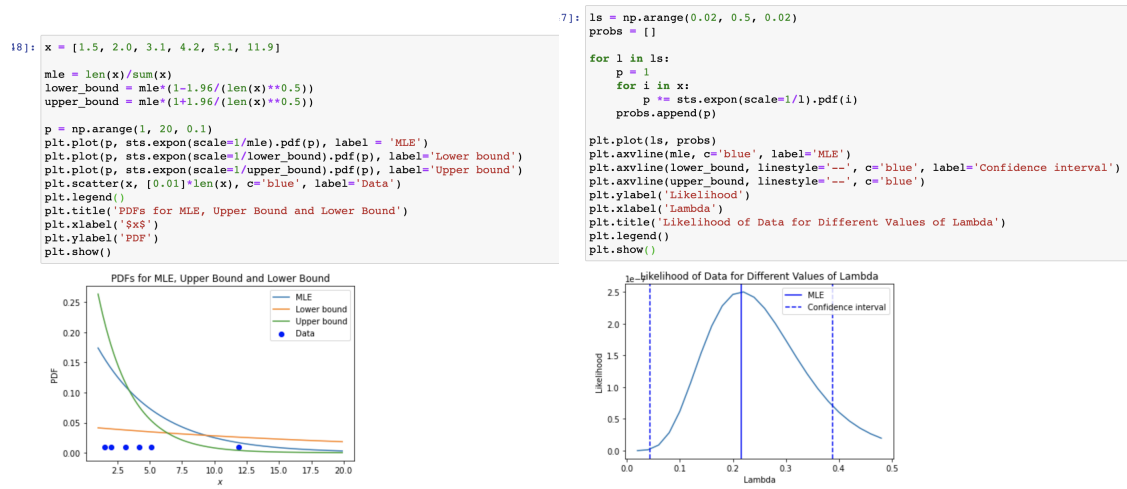 48]: x = [1.5, 2.0, 3.1, 4.2, 5.1, 11.9]
mle = len(x)/sum(x)
lower_bound = mle*(1-1.96/(len(x)**0.5))
upper_bound = mle*(1+1.96/(len(x)**0.5))
p = np.arange(1, 20, 0.1)
plt.plot(p, sts.expon(scale=1/mle).pdf(p), label = 'MLE')
plt.plot(p, sts.expon(scale=1/lower_bound).pdf(p), label='Lower bound')
plt.plot(p, sts.expon(scale=1/upper_bound).pdf(p), label='Upper bound')
plt.scatter(x, [0.01]*len(x), c='blue', label='Data')
plt.legend()
plt.title('PDFs for MLE, Upper Bound and Lower Bound')
plt.xlabel('$x$')
plt.ylabel('PDF')
plt.show()
PDFs for MLE, Upper Bound and Lower Bound
MLE
Lower bound
Upper bound
Data
0.25
0.20
0.15
0.10
0.05
0.00
PDF
2.5 5.0 7.5 10.0 12.5 15.0 17.5 20.0
x
7]: ls = np.arange(0.02, 0.5, 0.02)
probs = []
for l in ls:
p = 1
for i in x:
p *= sts.expon(scale=1/l).pdf(i)
probs.append(p)
plt.plot(ls, probs)
plt.axvline(mle, c='blue', label='MLE')
plt.axvline(lower_bound, linestyle='--', c='blue', label='Confidence interval')
plt.axvline(upper_bound, linestyle='--', c='blue')
plt.ylabel('Likelihood')
plt.xlabel('Lambda')
plt.title('Likelihood of Data for Different Values of Lambda')
plt.legend()
plt.show()
Likelihood of Data for Different Values of Lambda
MLE
Confidence interval
2.5
2.0
1.5
1.0
0.5
0.0
Likelihood
0.0 0.1 0.2 0.3 0.4 0.5
Lambda